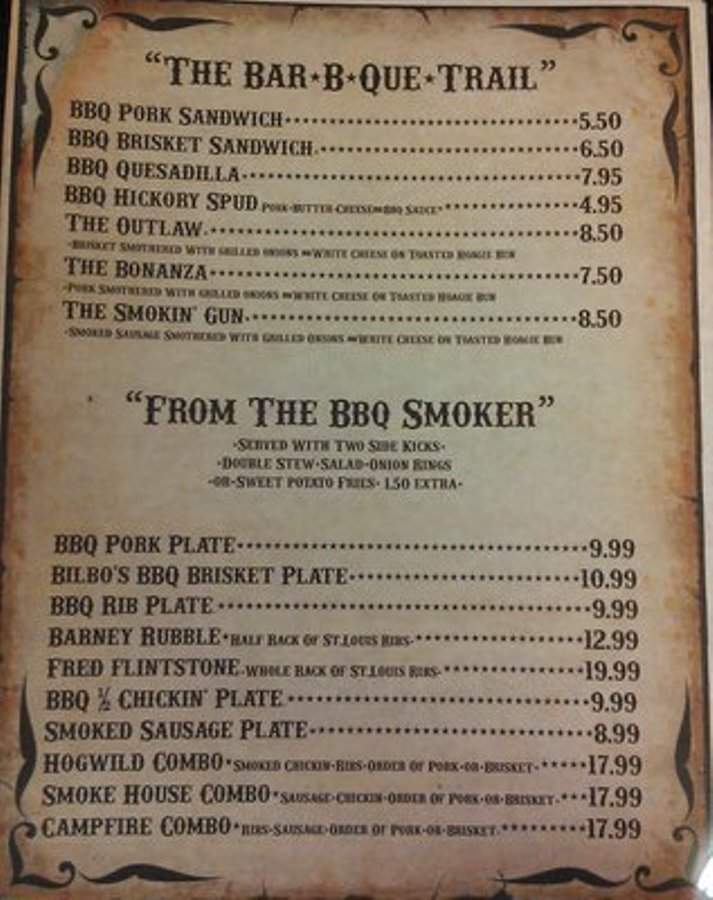 “THE BAR★B★QUE★TRAIL”
BBQ PORK SANDWICH 5.50
BBQ BRISKET SANDWICH 6.50
BBQ QUESADILLA 7.95
BBQ HICKORY SPUD PORK-BUTTER-CHEESE BBQ SAUCE 4.95
THE OUTLAW 8.50
-BRISKET SMOTHERED WITH GRILLED ONIONS WHITE CHEESE ON TOASTED HOAGIE BUN
THE BONANZA 7.50
-PORK SMOTHERED WITH GRILLED ONIONS WHITE CHEESE ON TOASTED HOAGIE BUN
THE SMOKIN' GUN 8.50
-SMOKED SAUSAGE SMOTHERED WITH GRILLED ONIONS WHITE CHEESE ON TOASTED HOAGIE BUN
“FROM THE BBQ SMOKER”
-SERVED WITH TWO SIDE KICKS-
-DOUBLE STEW-SALAD-ONION RINGS
-OR-SWEET POTATO FRIES- 1.50 EXTRA-
BBQ PORK PLATE 9.99
BILBO'S BBQ BRISKET PLATE 10.99
BBQ RIB PLATE 9.99
BARNEY RUBBLE HALF RACK OF ST.LOUIS RIBS- 12.99
FRED FLINTSTONE-WHOLE RACK OF ST.LOUIS RIBS- 19.99
BBQ ½ CHICKIN' PLATE 9.99
SMOKED SAUSAGE PLATE 8.99
HOGWILD COMBO SMOKED CHICKIN-RIBS-ORDER OF PORK-OR-BRISKET- 17.99
SMOKE HOUSE COMBO SAUSAGE-CHICKIN-ORDER OF PORK-OR-BRISKET- 17.99
CAMPFIRE COMBO RIBS-SAUSAGE-ORDER OF PORK-OR-BRISKET- 17.99